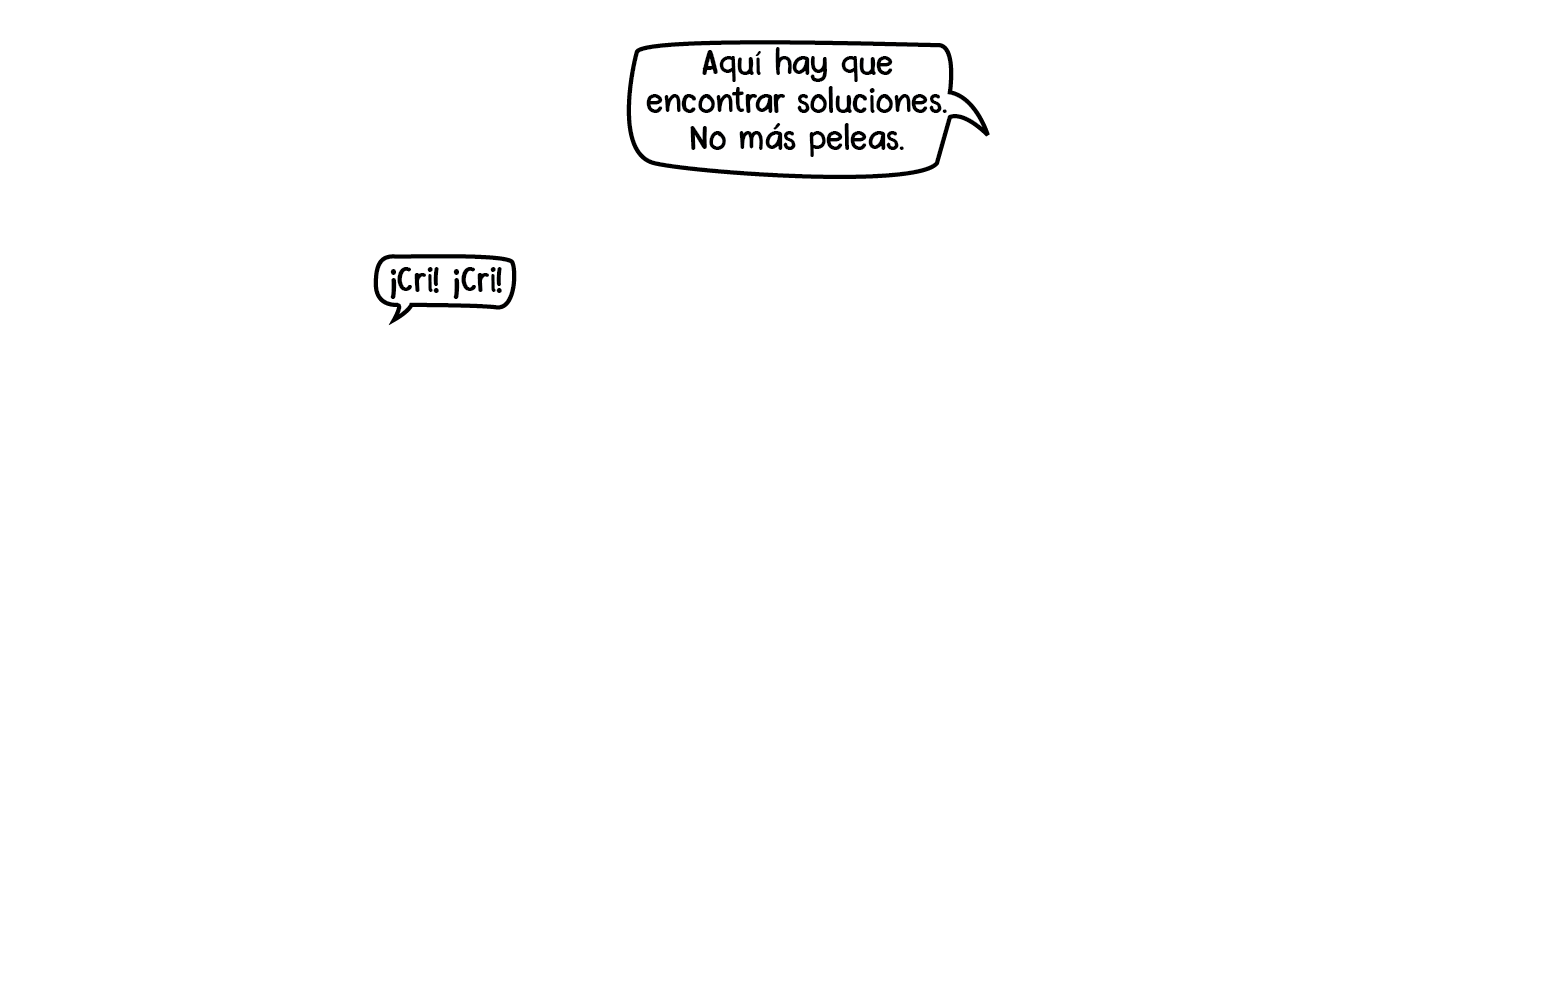 Aquí hay que
encontrar soluciones.
No más peleas.
¡Cri! ¡Cri!